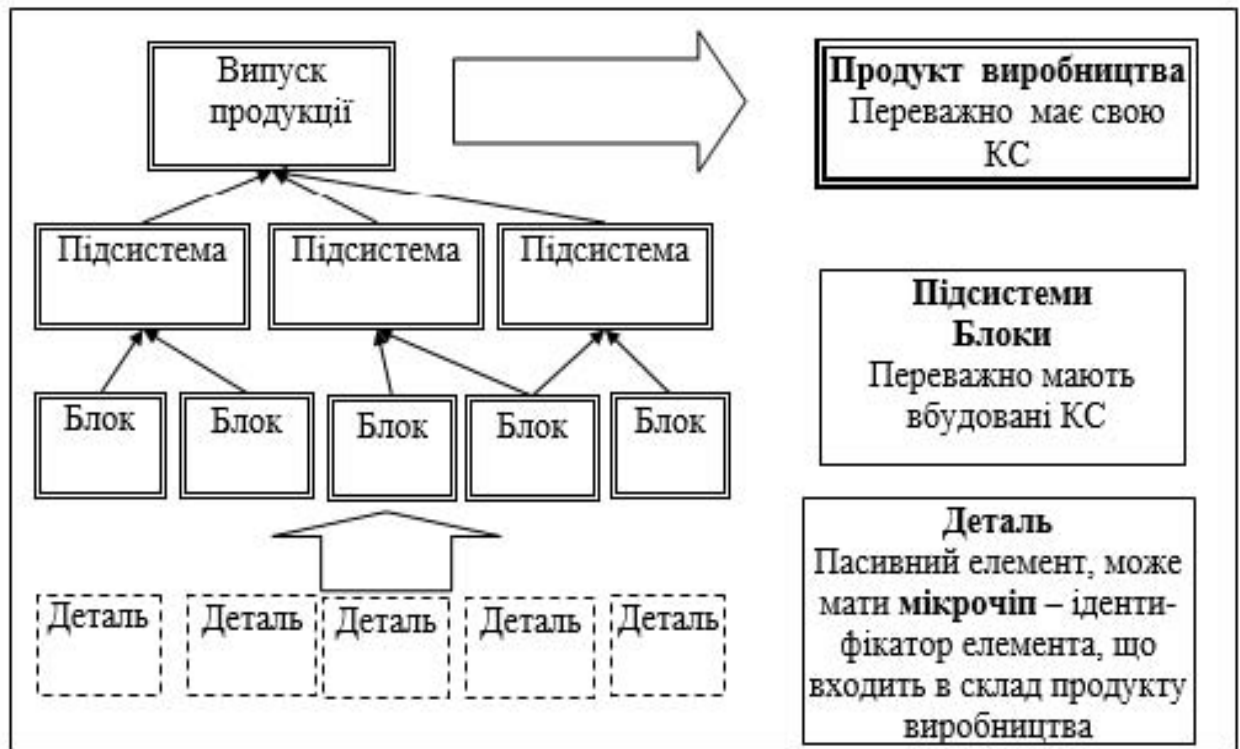 Випуск
продукції
Продукт виробництва
Переважно має свою
КС
Підсистема
Підсистема
Підсистема
Підсистеми
Блоки
Переважно мають
вбудовані КС
Блок
Блок
Блок
Блок
Блок
Деталь
Деталь
Деталь
Деталь
Деталь
Деталь
Пасивний елемент, може
мати мікрочіп – іденти-
фікатор елемента, що
входить в склад продукту
виробництва